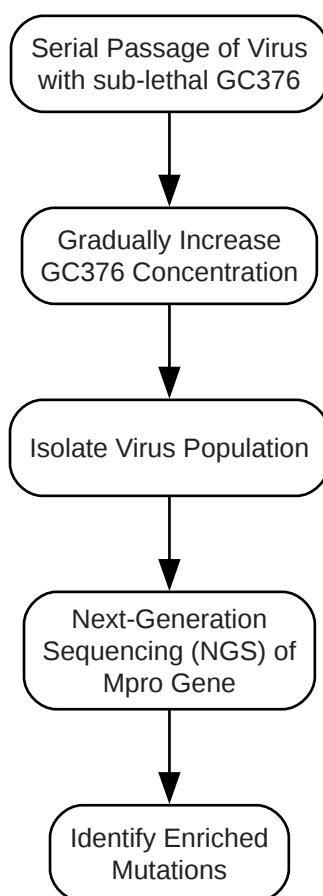 Serial Passage of Virus
with sub-lethal GC376
Gradually Increase
GC376 Concentration
Isolate Virus Population
Next-Generation
Sequencing (NGS) of
Mpro Gene
Identify Enriched
Mutations